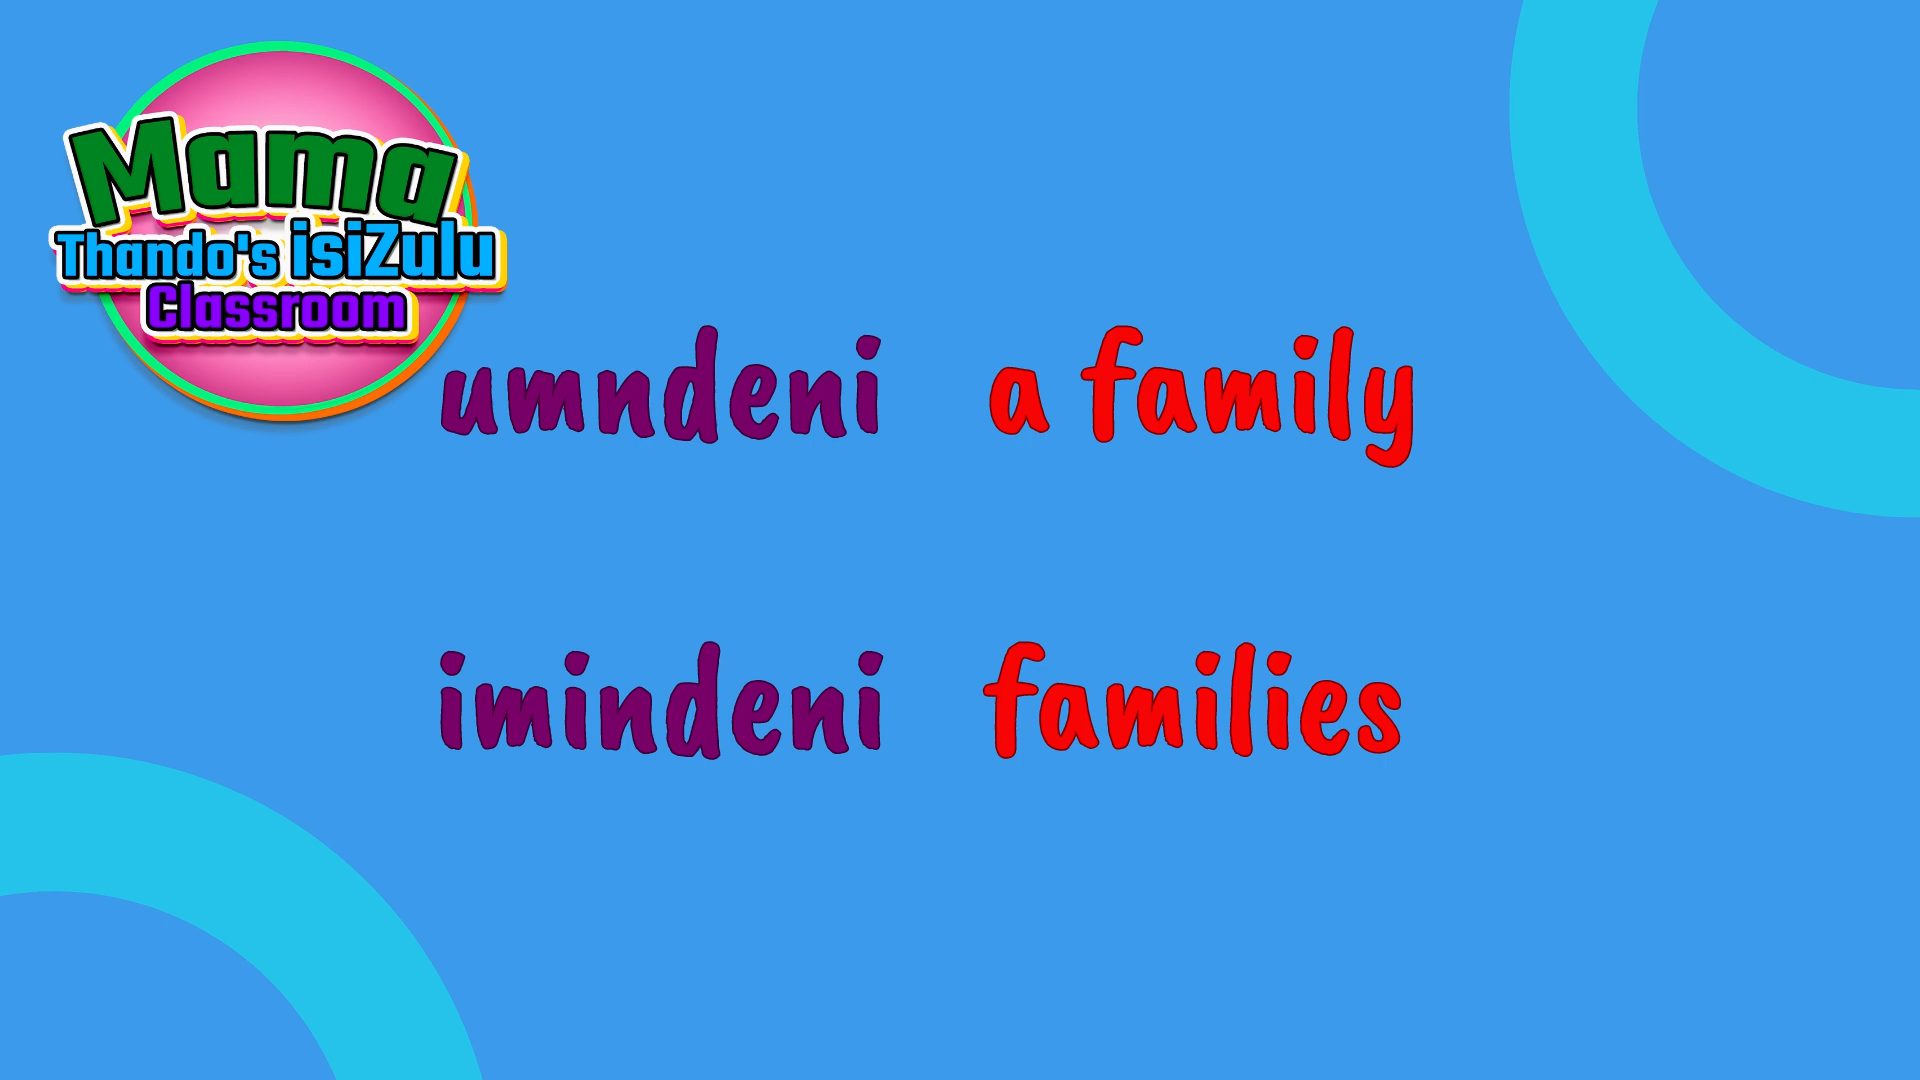 Mama
Thando's isiZulu
Classroom
umndeni a family
imindeni families